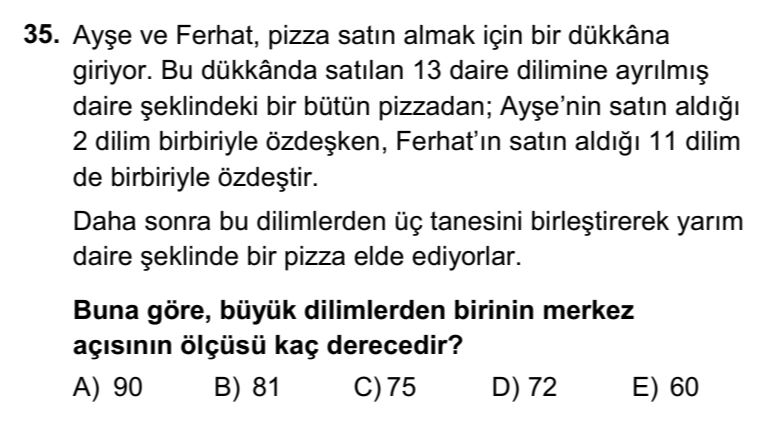 35. Ayşe ve Ferhat, pizza satın almak için bir dükkâna
giriyor. Bu dükkânda satılan 13 daire dilimine ayrılmış
daire şeklindeki bir bütün pizzadan; Ayşe’nin satın aldığı
2 dilim birbiriyle özdeşken, Ferhat’ın satın aldığı 11 dilim
de birbiriyle özdeştir.
Daha sonra bu dilimlerden üç tanesini birleştirerek yarım
daire şeklinde bir pizza elde ediyorlar.
Buna göre, büyük dilimlerden birinin merkez
açısının ölçüsü kaç derecedir?
A) 90 B) 81 C) 75 D) 72 E) 60